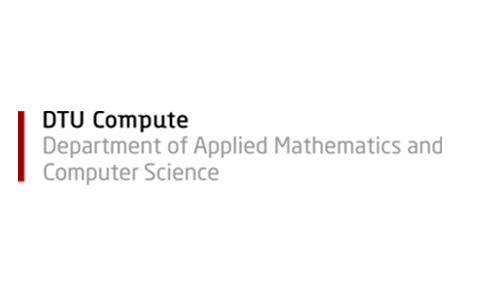 DTU Compute
Department of Applied Mathematics and
Computer Science